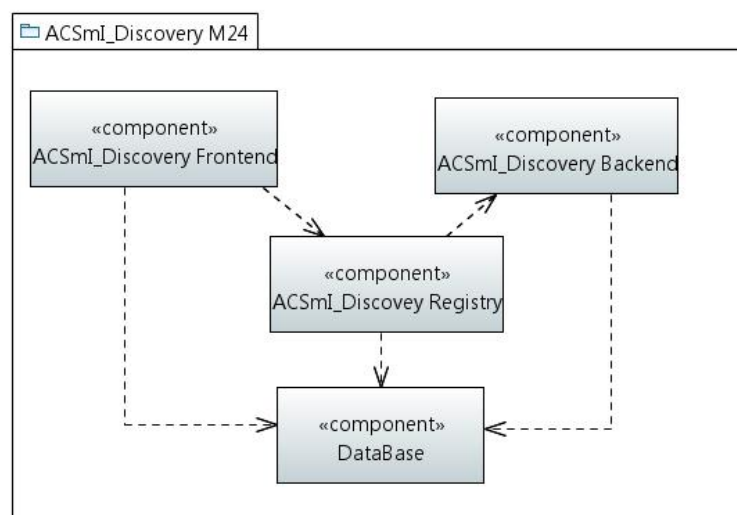 ACSmI_Discovery M24
«component»
ACSmI_Discovery Frontend
«component»
ACSmI_Discovery Backend
«component»
ACSmI_Discovey Registry
«component»
DataBase